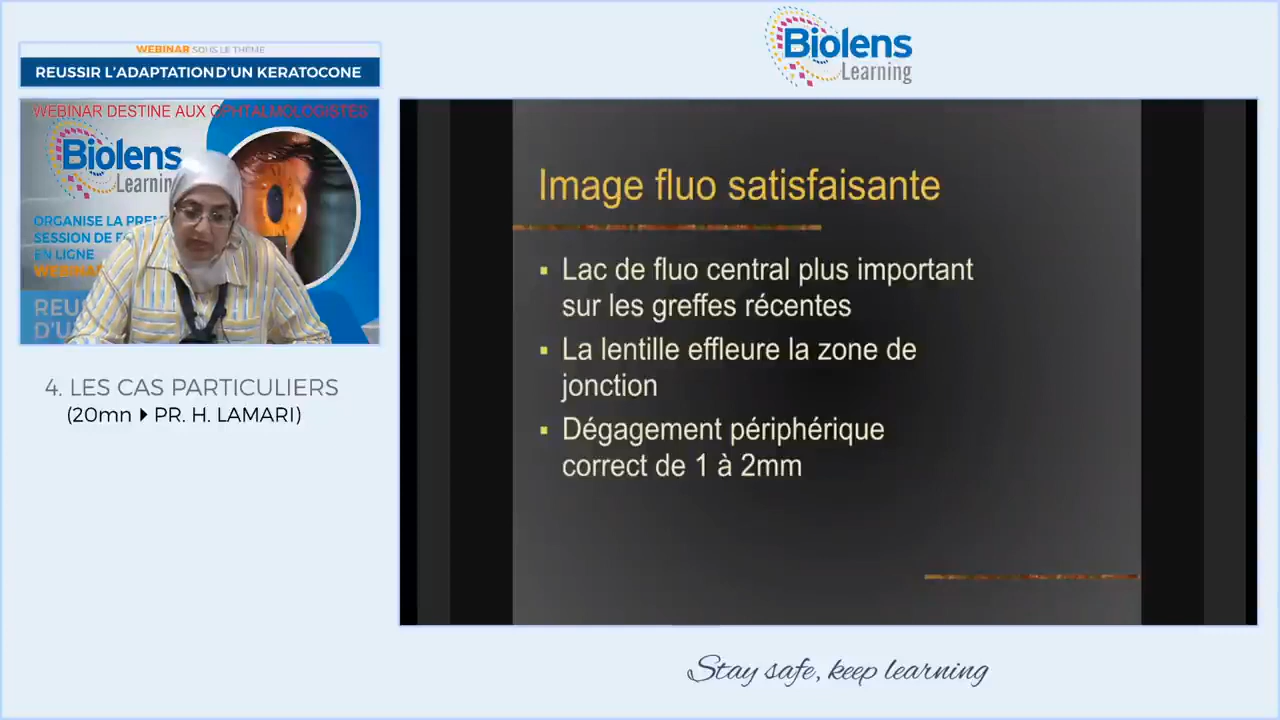 Biolens
Learning
WEBINAR SOUS LE THÈME
REUSSIR L'ADAPTATION D'UN KERATOCONE
WEBINAR DESTINE AUX OPHTALMOLOGISTES
Biolens
Learning
ORGANISE LA
SESSION DE
EN LIGNE
WEBINAR
4. LES CAS PARTICULIERS
(20mn PR. H. LAMARI)
Image fluo satisfaisante
Lac de fluo central plus important
sur les greffes récentes
La lentille effleure la zone de
jonction
Dégagement périphérique
correct de 1 à 2mm
Stay safe, keep learning